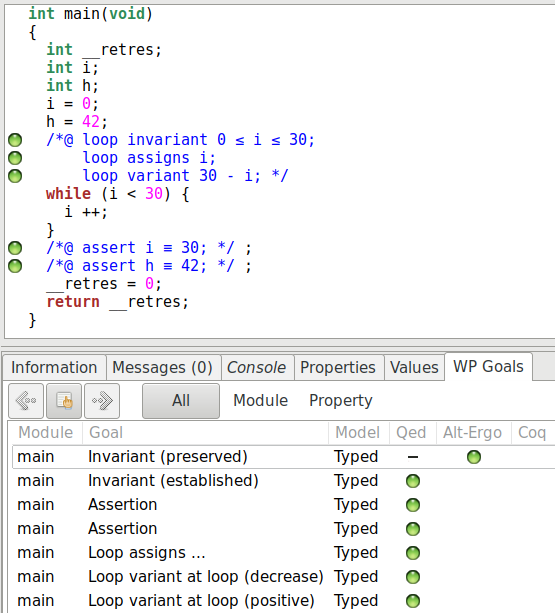 int main(void)
{
int __retres;
int i;
int h;
i = 0;
h = 42;
/*@ loop invariant 0 ≤ i ≤ 30;
loop assigns i;
loop variant 30 - i; */
while (i < 30) {
i ++;
}
/*@ assert i ≡ 30; */ ;
/*@ assert h ≡ 42; */ ;
__retres = 0;
return __retres;
}
Information Messages (0) Console Properties Values WP Goals
All Module Property
Module Goal Model Qed Alt-Ergo Coq
main Invariant (preserved) Typed –
main Invariant (established) Typed
main Assertion Typed
main Assertion Typed
main Loop assigns ... Typed
main Loop variant at loop (decrease) Typed
main Loop variant at loop (positive) Typed